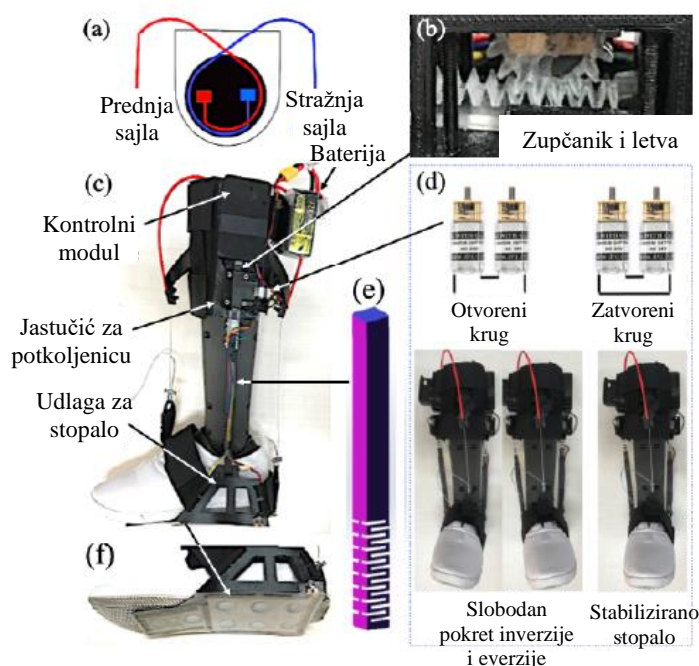 (a)
Prednja
sajla
Stražnja
sajla
Baterija
(b)
Zupčanik i letva
(c)
Kontrolni
modul
Jastučić za
potkoljenicu
Udlaga za
stopalo
(d)
Otvoreni
krug
Zatvoreni
krug
(e)
(f)
Slobodan
pokret inverzije
i everzije
Stabilizirano
stopalo